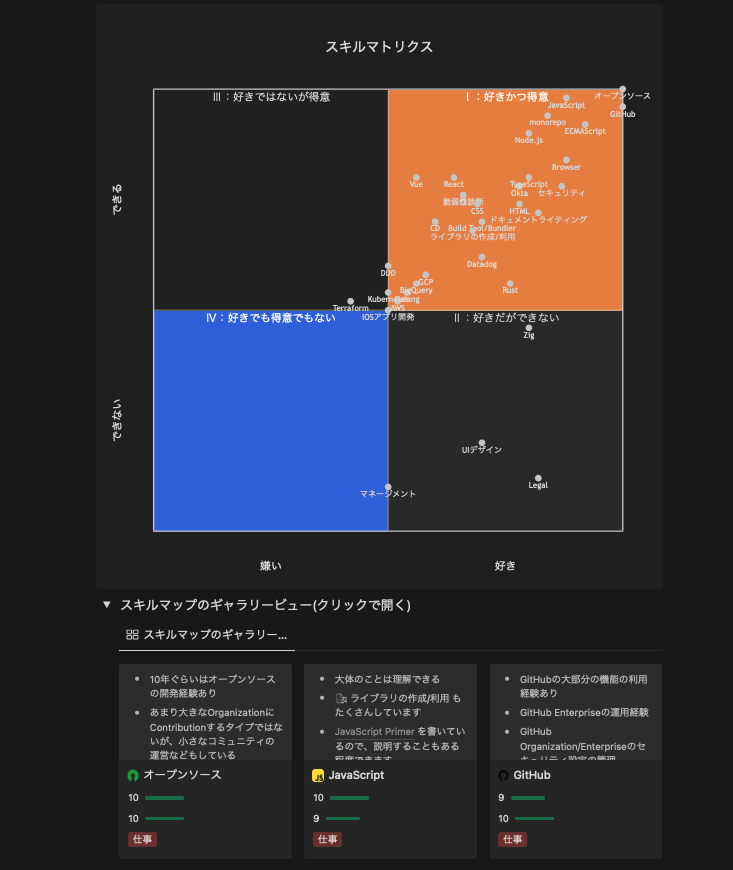 スキルマトリクス
Ⅲ：好きではないが得意
Ⅰ：好きかつ得意
オープンソース
JavaScript
GitHub
monorepo
ECMAScript
Node.js
Browser
Vue
React
TypeScript
Okta
セキュリティ
脆弱性診断
CSS
HTML
ドキュメントライティング
CD
Build Tool/Bundler
ライブラリの作成/利用
Datadog
DDD
GCP
Rust
BigQuery
Terraform
AWS
iOSアプリ開発
Ⅳ：好きでも得意でもない
Ⅱ：好きだができない
Zig
UIデザイン
Legal
マネージメント
できる
できない
嫌い
好き
スキルマップのギャラリービュー(クリックで開く)
スキルマップのギャラリー...
10年ぐらいはオープンソース
の開発経験あり
あまり大きなOrganizationに
Contributionするタイプではな
いが、小さなコミュニティの
運営などもしている
オープンソース
10
10
仕事
大体のことは理解できる
ライブラリの作成/利用 も
たくさんしています
JavaScript Primer を書いてい
るので、説明することもある
程度できます
JavaScript
10
9
仕事
GitHubの大部分の機能の利用
経験あり
GitHub Enterpriseの運用経験
GitHub
Organization/Enterpriseのセ
キュリティ設定の管理
GitHub
9
10
仕事